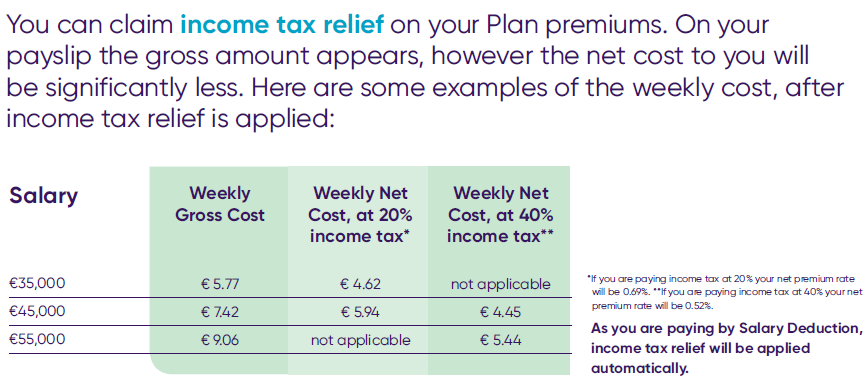 You can claim income tax relief on your Plan premiums. On your
payslip the gross amount appears, however the net cost to you will
be significantly less. Here are some examples of the weekly cost, after
income tax relief is applied:
Salary
Weekly
Gross Cost
Weekly Net
Cost, at 20%
income tax*
Weekly Net
Cost, at 40%
income tax**
€35,000 € 5.77 € 4.62 not applicable
€45,000 € 7.42 € 5.94 € 4.45
€55,000 € 9.06 not applicable € 5.44
*If you are paying income tax at 20% your net premium rate
will be 0.69%. **If you are paying income tax at 40% your net
premium rate will be 0.52%.
As you are paying by Salary Deduction,
income tax relief will be applied
automatically.